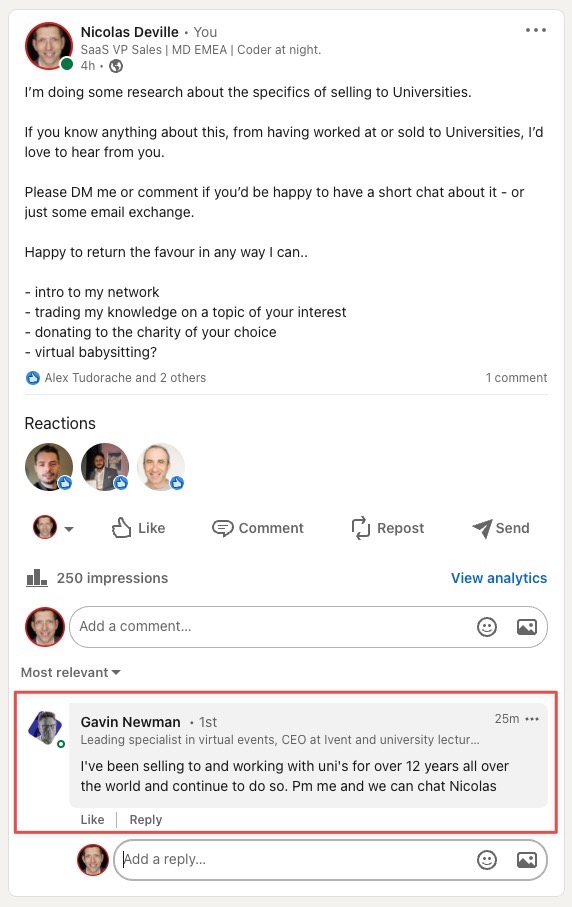 Nicolas Deville • You
SaaS VP Sales | MD EMEA | Coder at night.
4h •
I'm doing some research about the specifics of selling to Universities.
If you know anything about this, from having worked at or sold to Universities, I'd
love to hear from you.
Please DM me or comment if you'd be happy to have a short chat about it - or
just some email exchange.
Happy to return the favour in any way I can..
- intro to my network
- trading my knowledge on a topic of your interest
- donating to the charity of your choice
- virtual babysitting?
Alex Tudorache and 2 others 1 comment
Reactions
Like Comment Repost Send
250 impressions View analytics
Add a comment...
Most relevant
Gavin Newman • 1st 25m
Leading specialist in virtual events, CEO at Ivent and university lectur...
I've been selling to and working with uni's for over 12 years all over
the world and continue to do so. Pm me and we can chat Nicolas
Like Reply
Add a reply...